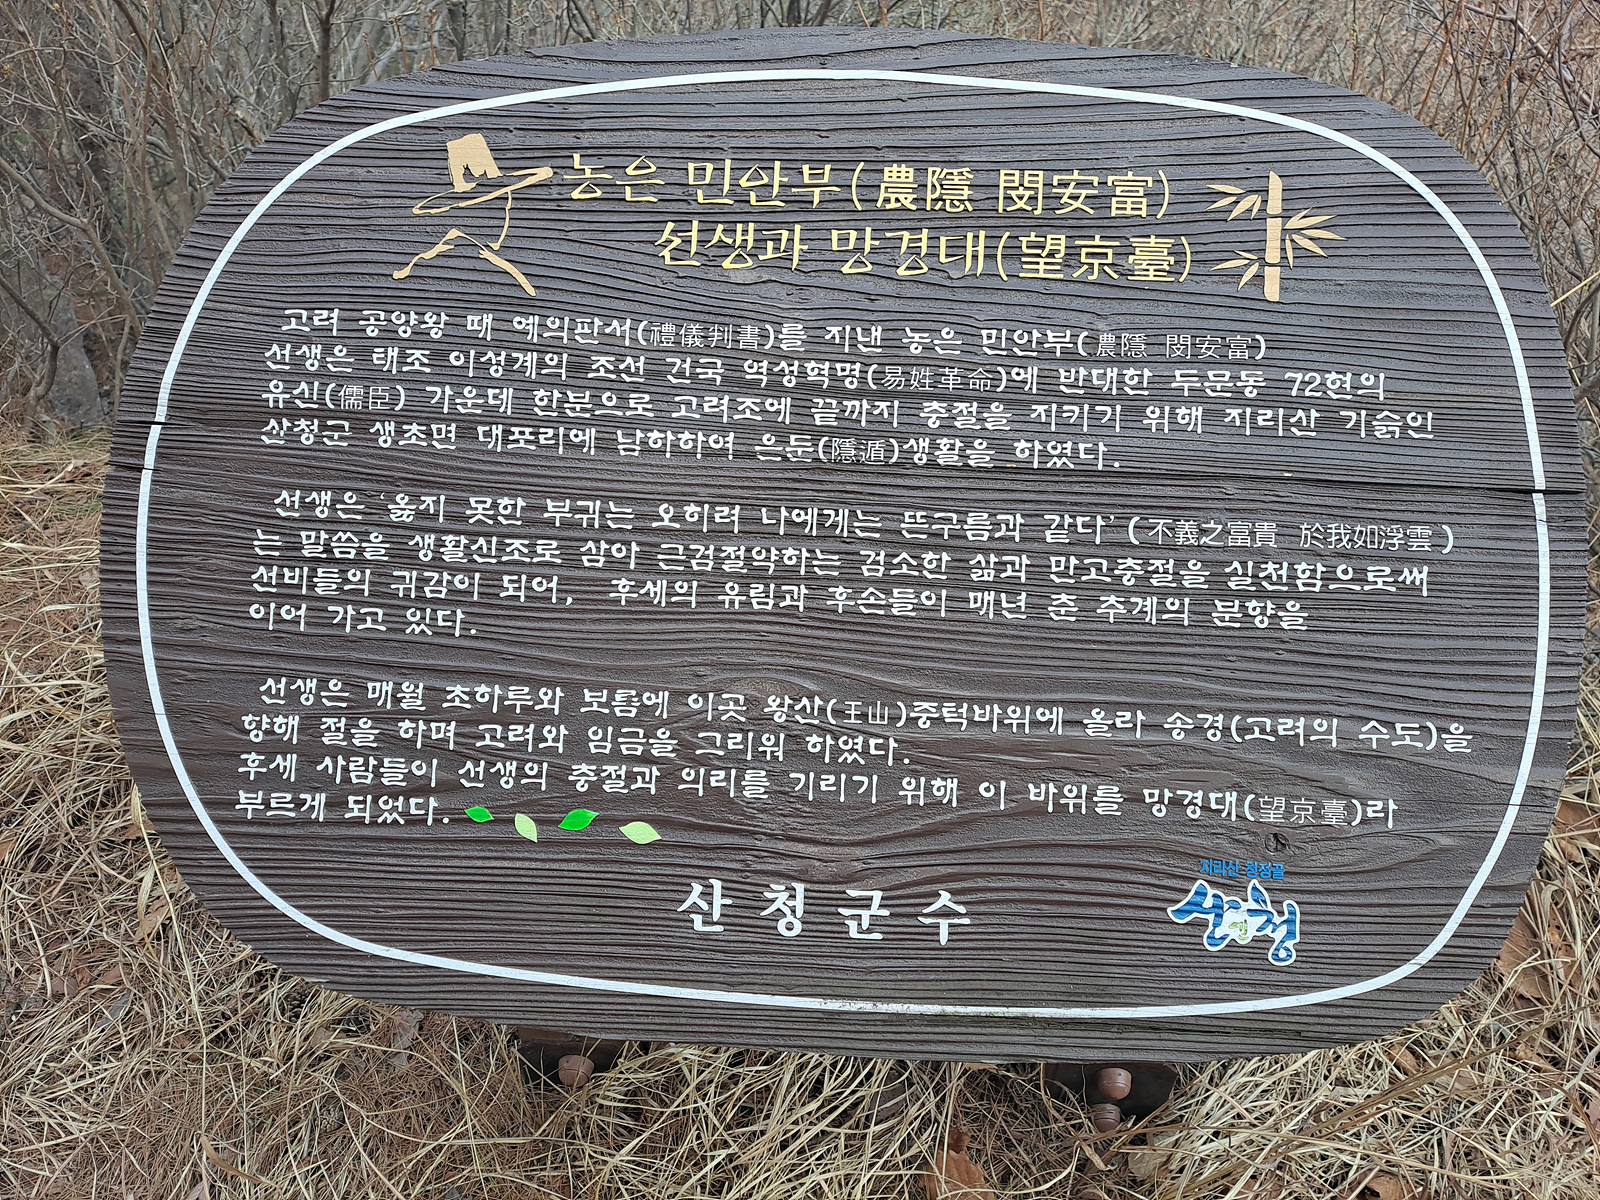 농은 민안부(農隱 閔安富)
선생과 망경대(望京臺)
고려 공양왕 때 예의판서(禮儀判書)를 지낸 농은 민안부(農隱 閔安富)
선생은 태조 이성계의 조선 건국 역성혁명(易姓革命)에 반대한 두문동 72현의
유신(儒臣) 가운데 한분으로 고려조에 끝까지 충절을 지키기 위해 지리산 기슭인
산청군 생초면 대포리에 남하하여 은둔(隱遁)생활을 하였다.
선생은 '옳지 못한 부귀는 오히려 나에게는 뜬구름과 같다' (不義之富貴 於我如浮雲)
는 말씀을 생활신조로 삼아 근검절약하는 검소한 삶과 만고충절을 실천함으로써
선비들의 귀감이 되어, 후세의 유림과 후손들이 매년 춘 추계의 분향을
이어 가고 있다.
선생은 매월 초하루와 보름에 이곳 왕산(王山)중턱바위에 올라 송경(고려의 수도)을
향해 절을 하며 고려와 임금을 그리워 하였다.
후세 사람들이 선생의 충절과 의리를 기리기 위해 이 바위를 망경대(望京臺)라
부르게 되었다.
산청군수
지리산 청정골
산엔청